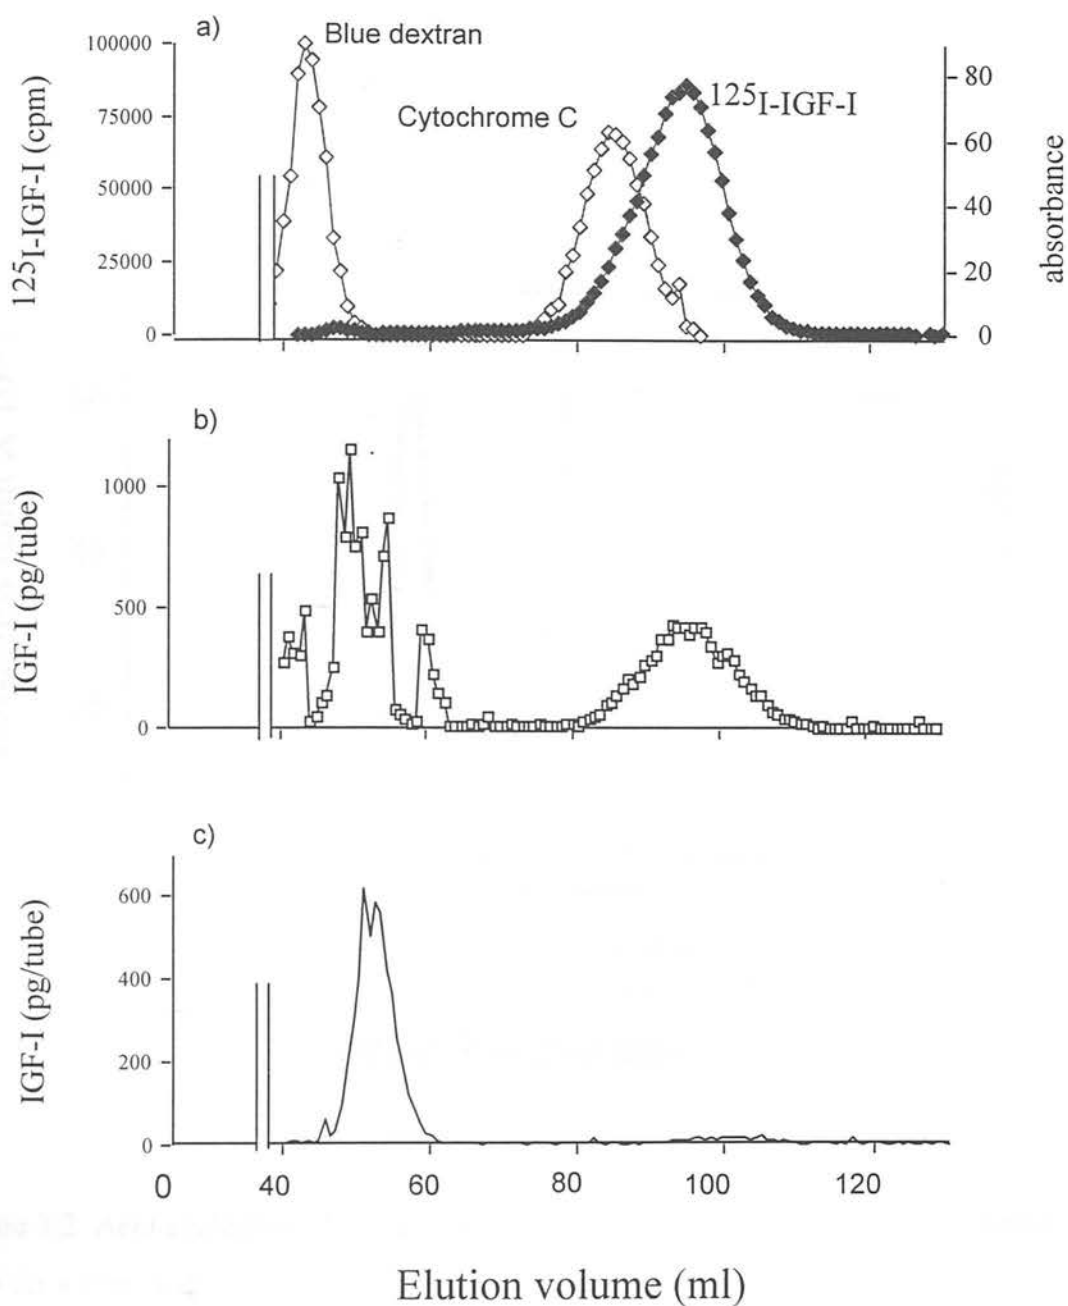 a)
Blue dextran
Cytochrome C
125I-IGF-I
125I-IGF-I (cpm)
100000
75000
50000
25000
0
absorbance
80
60
40
20
0
b)
IGF-I (pg/tube)
1000
500
0
c)
IGF-I (pg/tube)
600
400
200
0
0 40 60 80 100 120
Elution volume (ml)